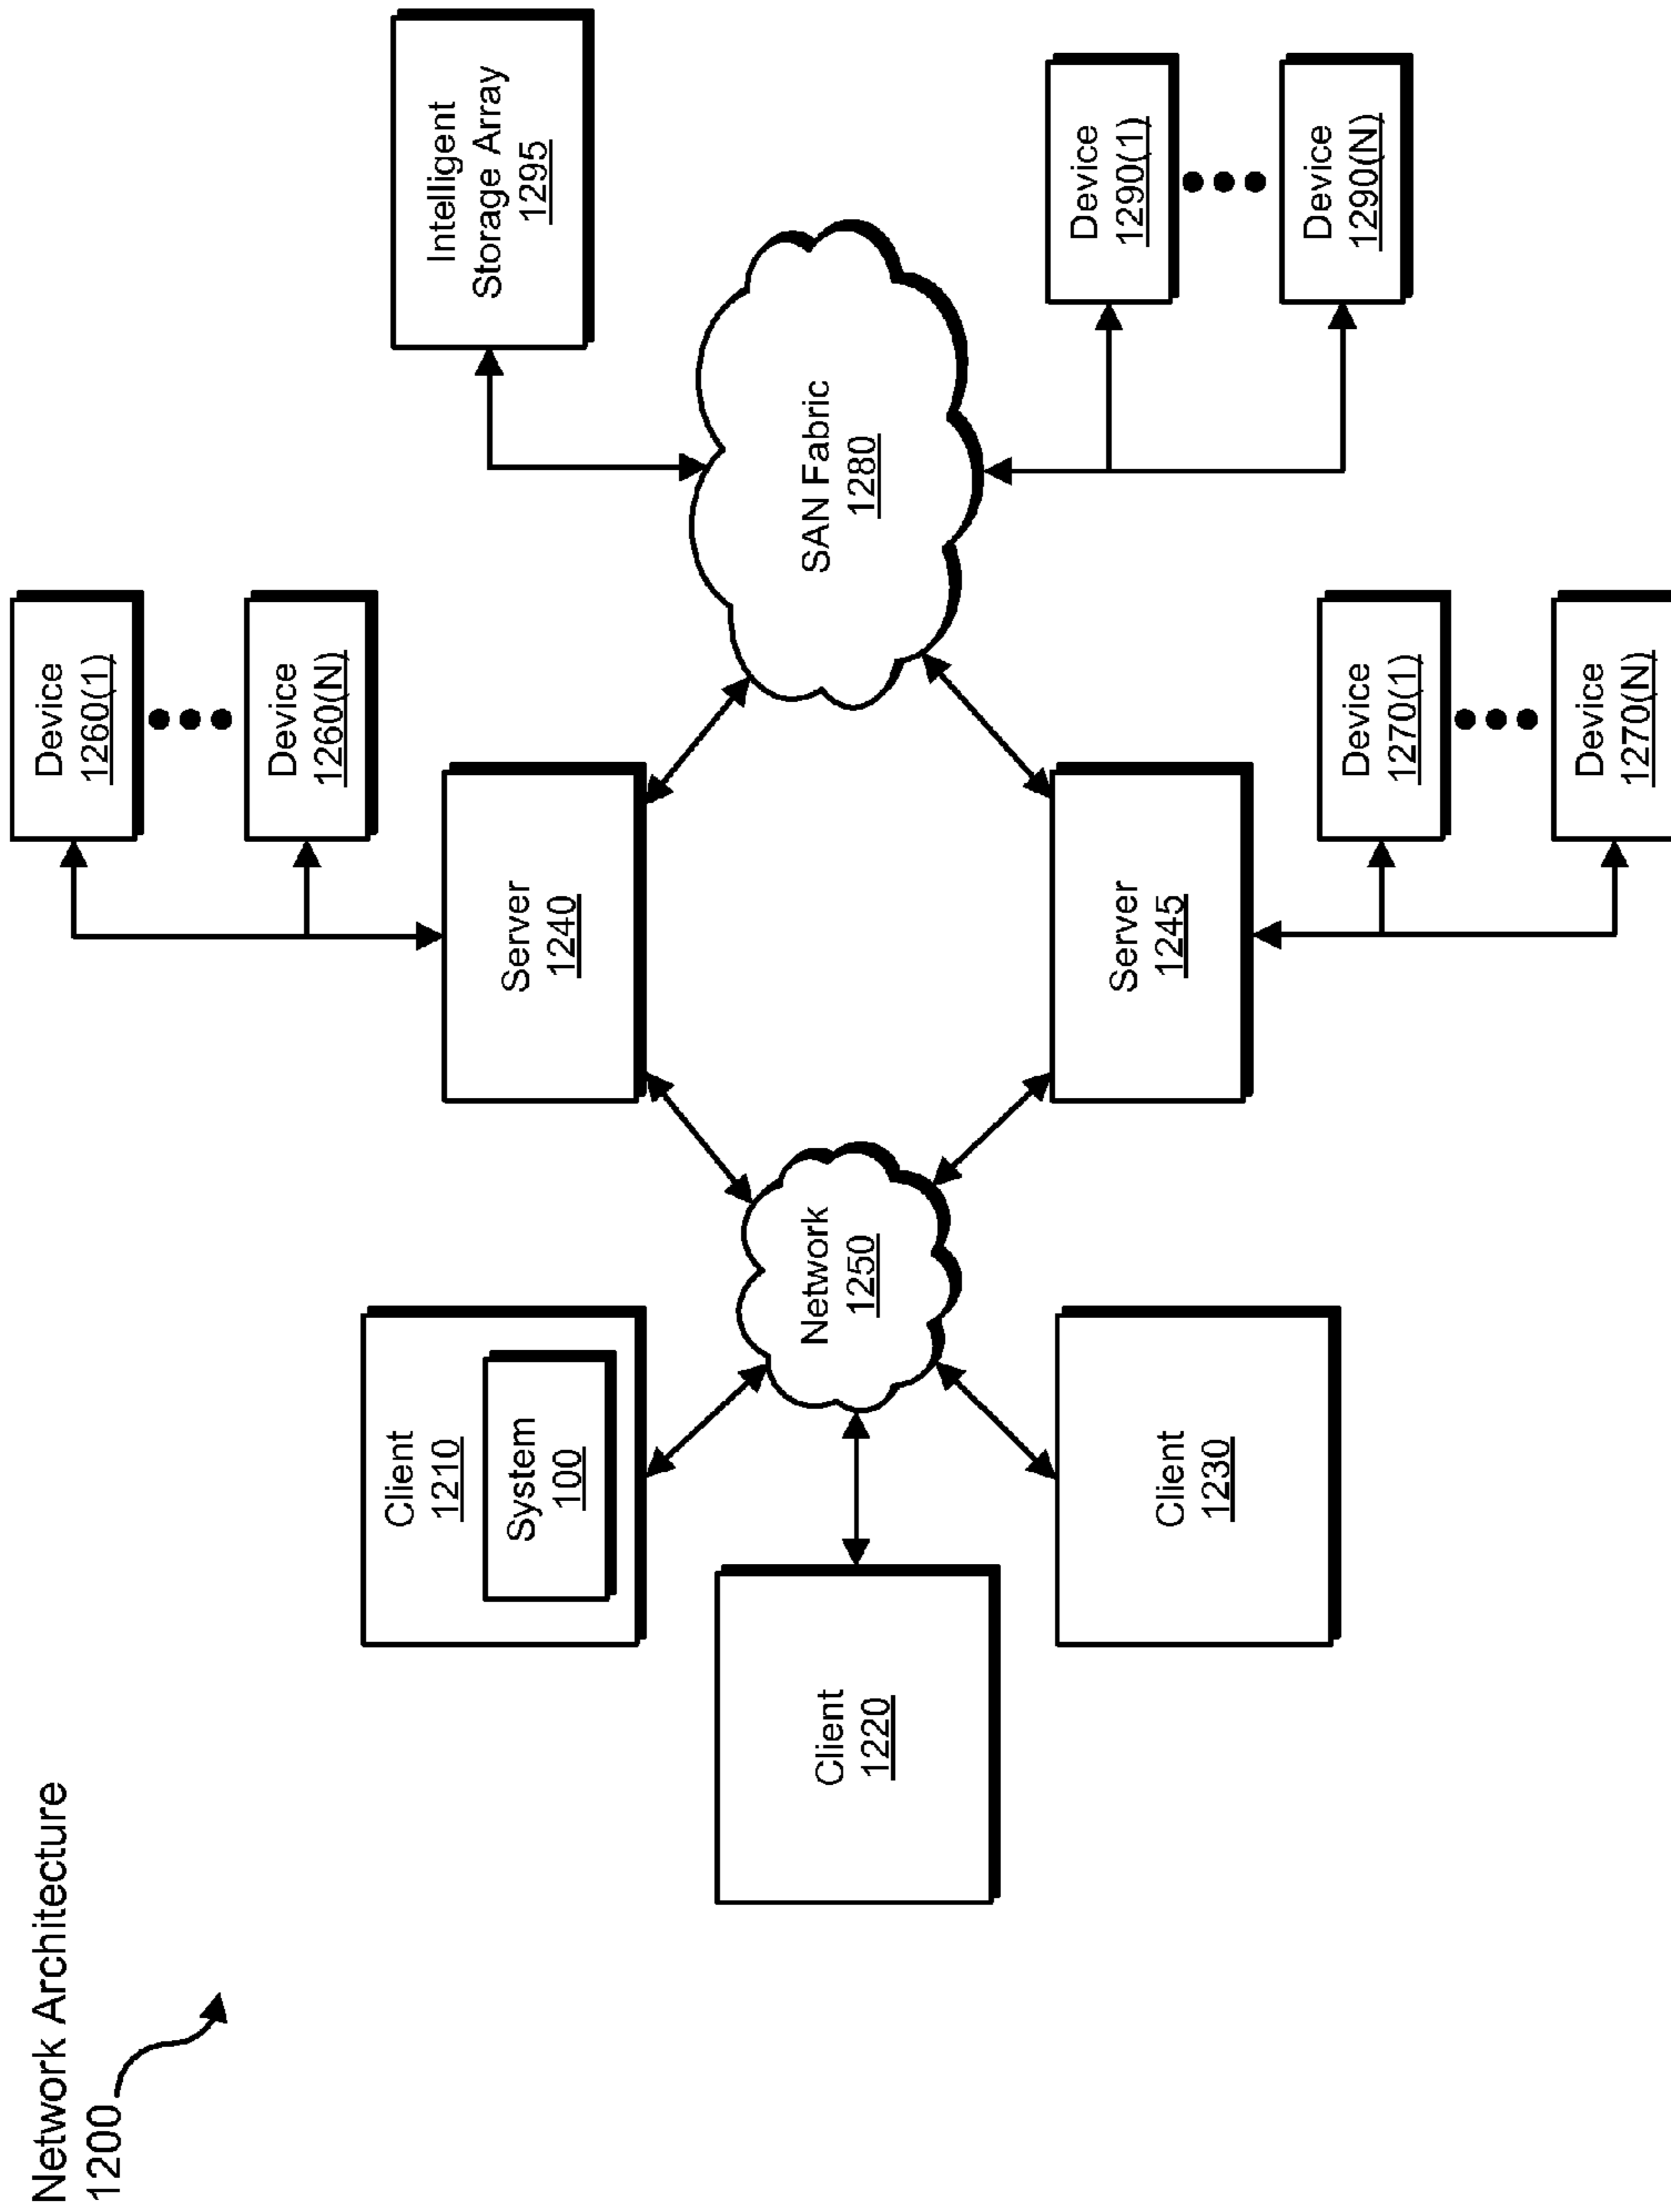 Network Architecture
1200
Device
1260(1)
Device
1260(N)
Intelligent
Storage Array
1295
Client
1210
System
100
Server
1240
Client
1220
Network
1250
SAN Fabric
1280
Client
1230
Server
1245
Device
1290(1)
Device
1290(N)
Device
1270(1)
Device
1270(N)